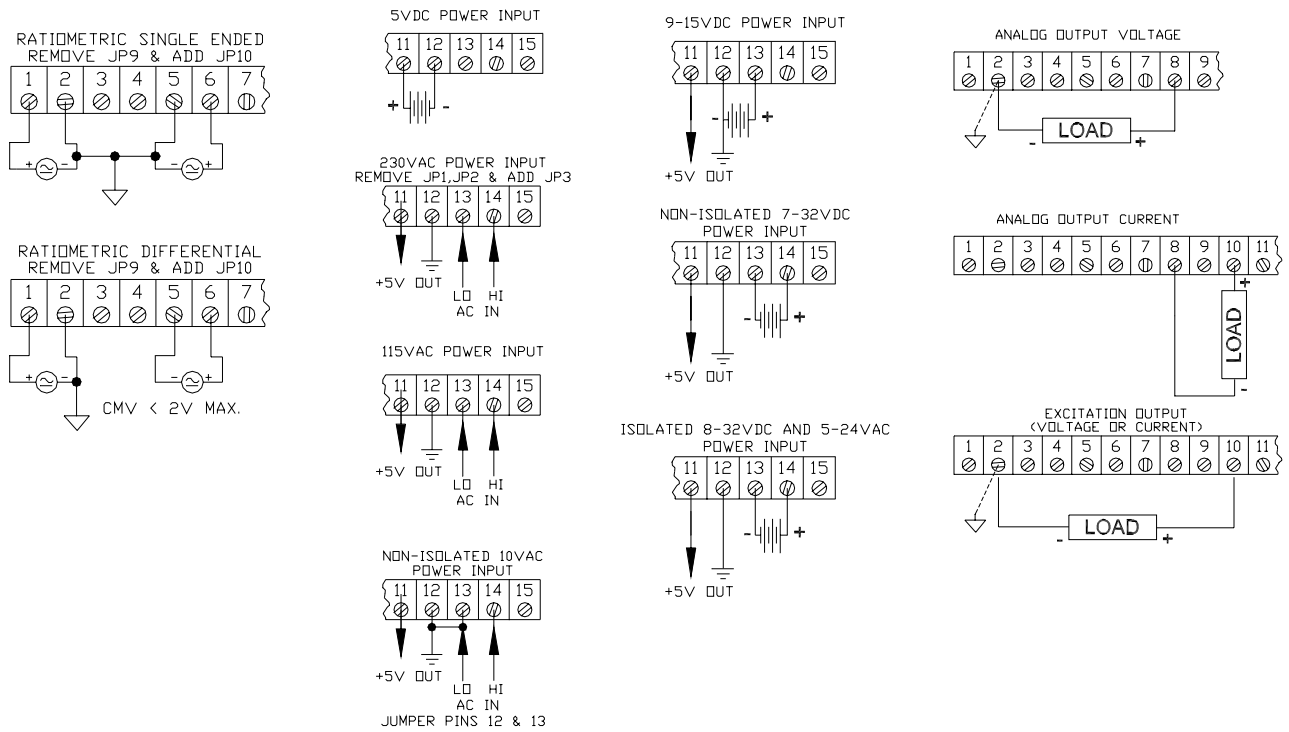 RATIOMETRIC SINGLE ENDED
REMOVE JP9 & ADD JP10
1 2 3 4 5 6 7
+ - - +
RATIOMETRIC DIFFERENTIAL
REMOVE JP9 & ADD JP10
1 2 3 4 5 6 7
+ - - +
CMV < 2V MAX.
5VDC POWER INPUT
11 12 13 14 15
+ -
230VAC POWER INPUT
REMOVE JP1,JP2 & ADD JP3
11 12 13 14 15
+5V OUT
LO HI
AC IN
115VAC POWER INPUT
11 12 13 14 15
+5V OUT
LO HI
AC IN
NON-ISOLATED 10VAC
POWER INPUT
11 12 13 14 15
+5V OUT
LO HI
AC IN
JUMPER PINS 12 & 13
9-15VDC POWER INPUT
11 12 13 14 15
- +
+5V OUT
NON-ISOLATED 7-32VDC
POWER INPUT
11 12 13 14 15
- +
+5V OUT
ISOLATED 8-32VDC AND 5-24VAC
POWER INPUT
11 12 13 14 15
- +
+5V OUT
ANALOG OUTPUT VOLTAGE
1 2 3 4 5 6 7 8 9
LOAD
- +
ANALOG OUTPUT CURRENT
1 2 3 4 5 6 7 8 9 10 11
+
LOAD
-
EXCITATION OUTPUT
(VOLTAGE OR CURRENT)
1 2 3 4 5 6 7 8 9 10 11
LOAD
- +